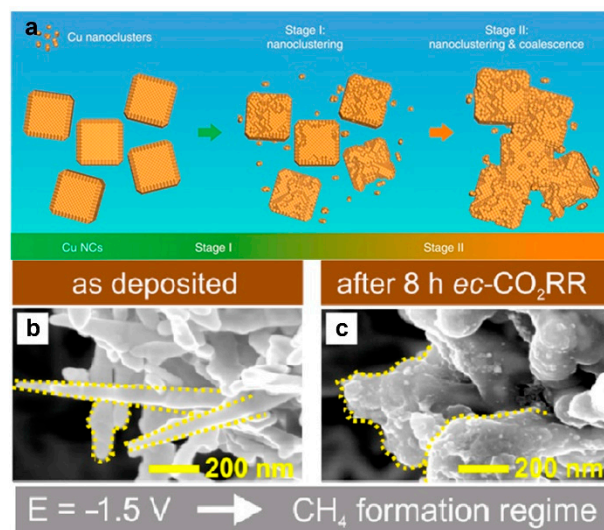 a
Cu nanoclusters
Stage I:
nanoclustering
Stage II:
nanoclustering & coalescence
Cu NCs
Stage I
Stage II
as deposited
after 8 h ec-CO₂RR
b
200 nm
c
200 nm
E = –1.5 V
CH₄ formation regime